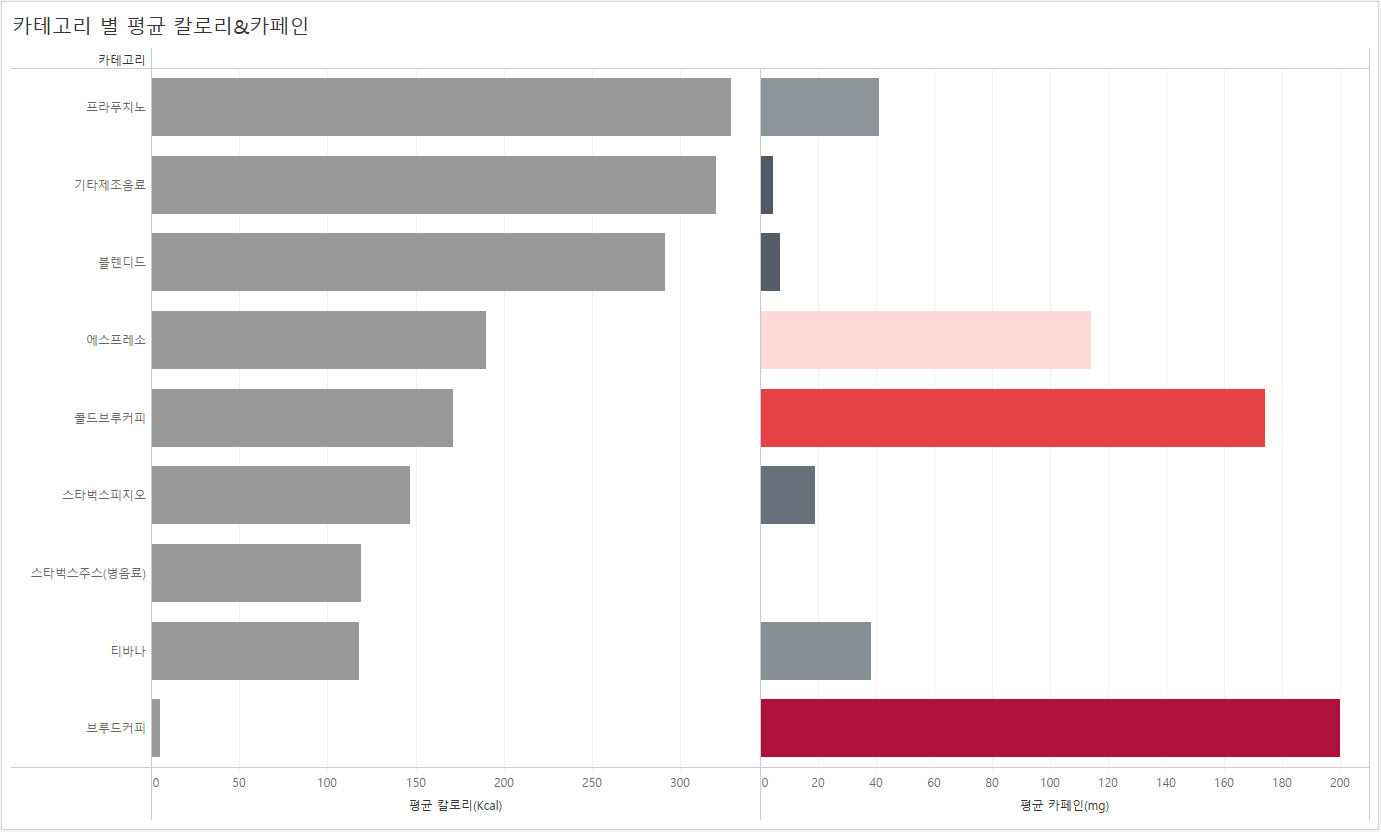 카테고리 별 평균 칼로리&카페인
카테고리
프라푸치노
기타제조음료
블렌디드
에스프레소
콜드브루커피
스타벅스피지오
스타벅스주스(병음료)
티바나
브루드커피
0 50 100 150 200 250 300
0 20 40 60 80 100 120 140 160 180 200
평균 칼로리(Kcal)
평균 카페인(mg)